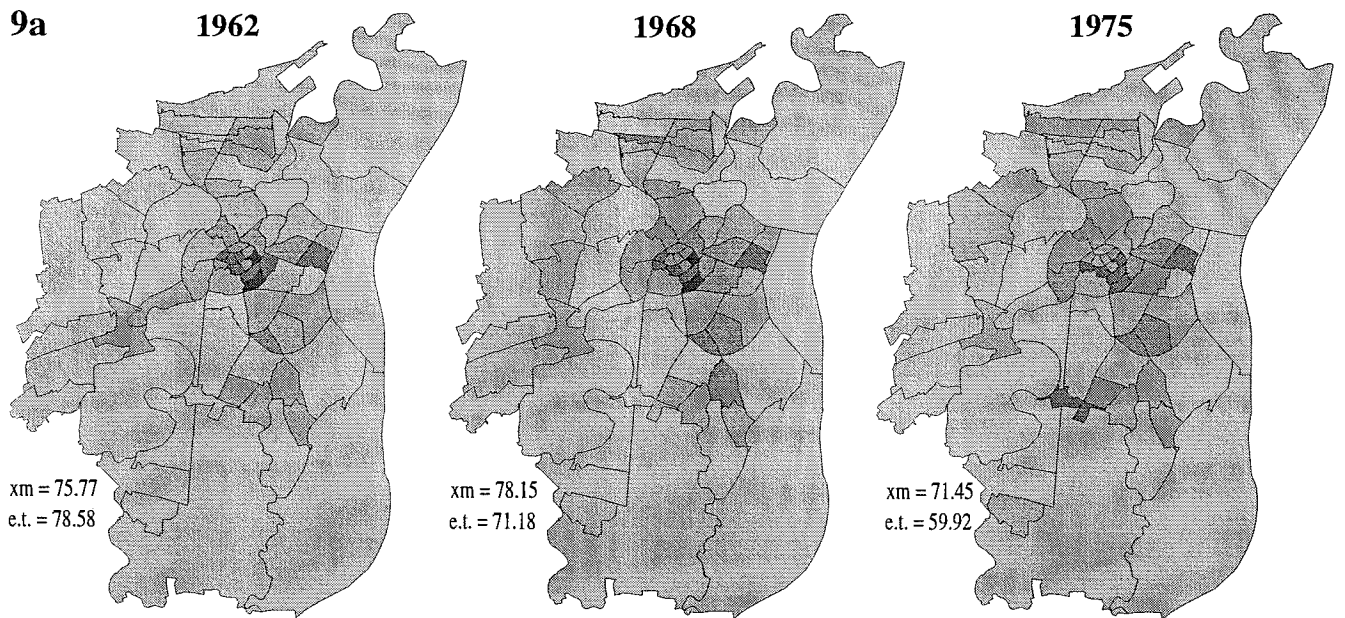 9a
1962
1968
1975
xm = 75.77
e.t. = 78.58
xm = 78.15
e.t. = 71.18
xm = 71.45
e.t. = 59.92